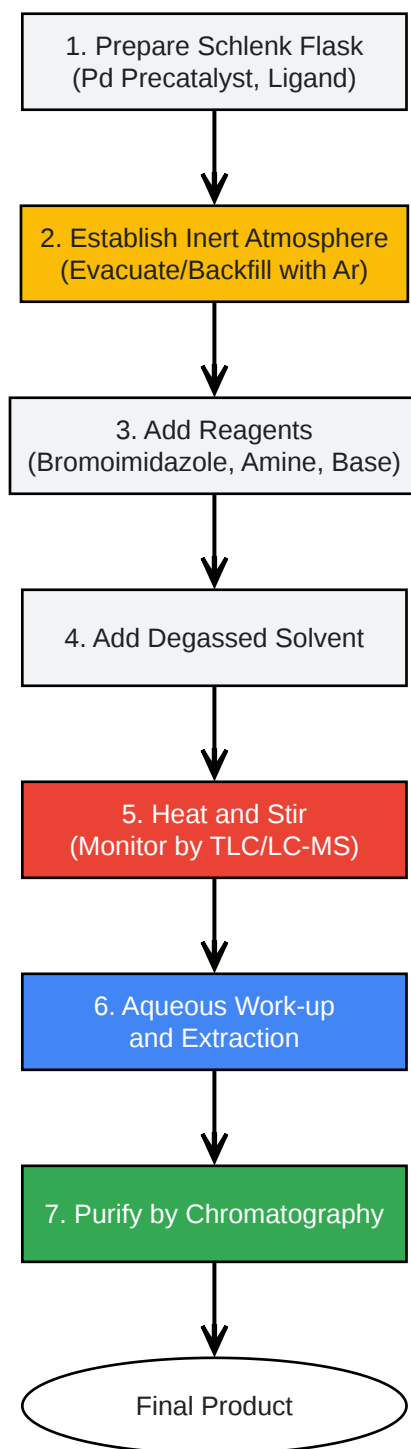 1. Prepare Schlenk Flask
(Pd Precatalyst, Ligand)
2. Establish Inert Atmosphere
(Evacuate/Backfill with Ar)
3. Add Reagents
(Bromoimidazole, Amine, Base)
4. Add Degassed Solvent
5. Heat and Stir
(Monitor by TLC/LC-MS)
6. Aqueous Work-up
and Extraction
7. Purify by Chromatography
Final Product